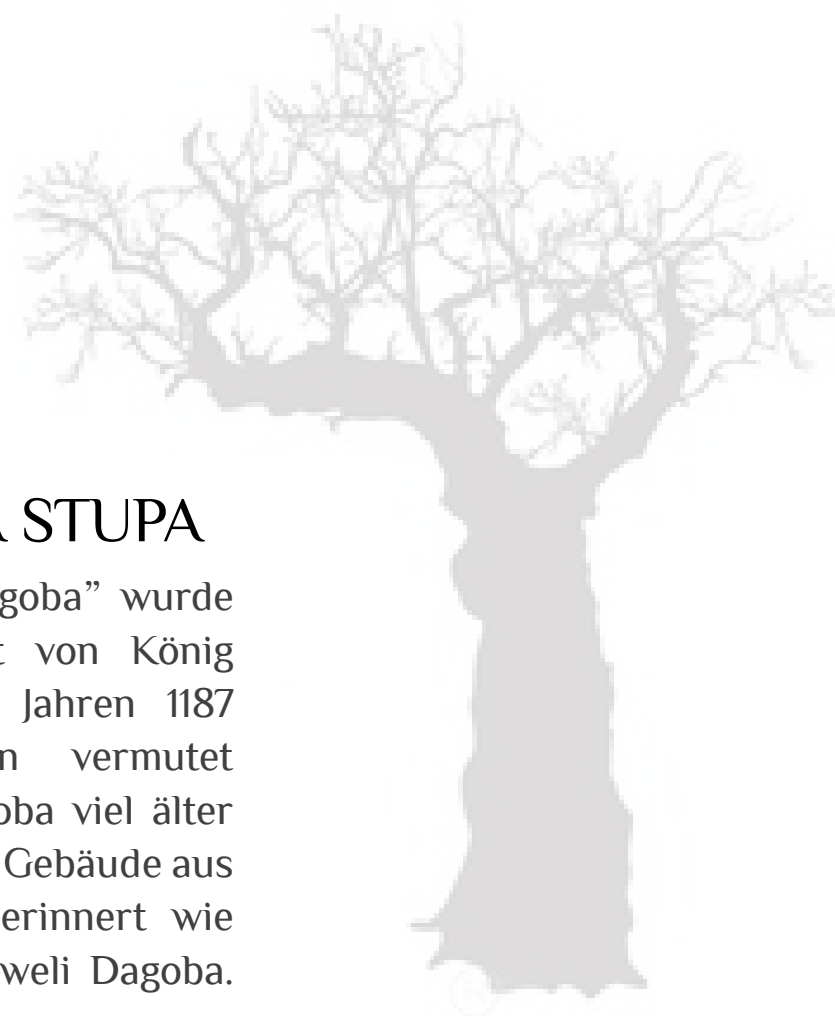 STUPA
goba” wurde
von König
Jahren 1187
n vermutet
oba viel älter
Gebäude aus
erinnert wie
weli Dagoba.